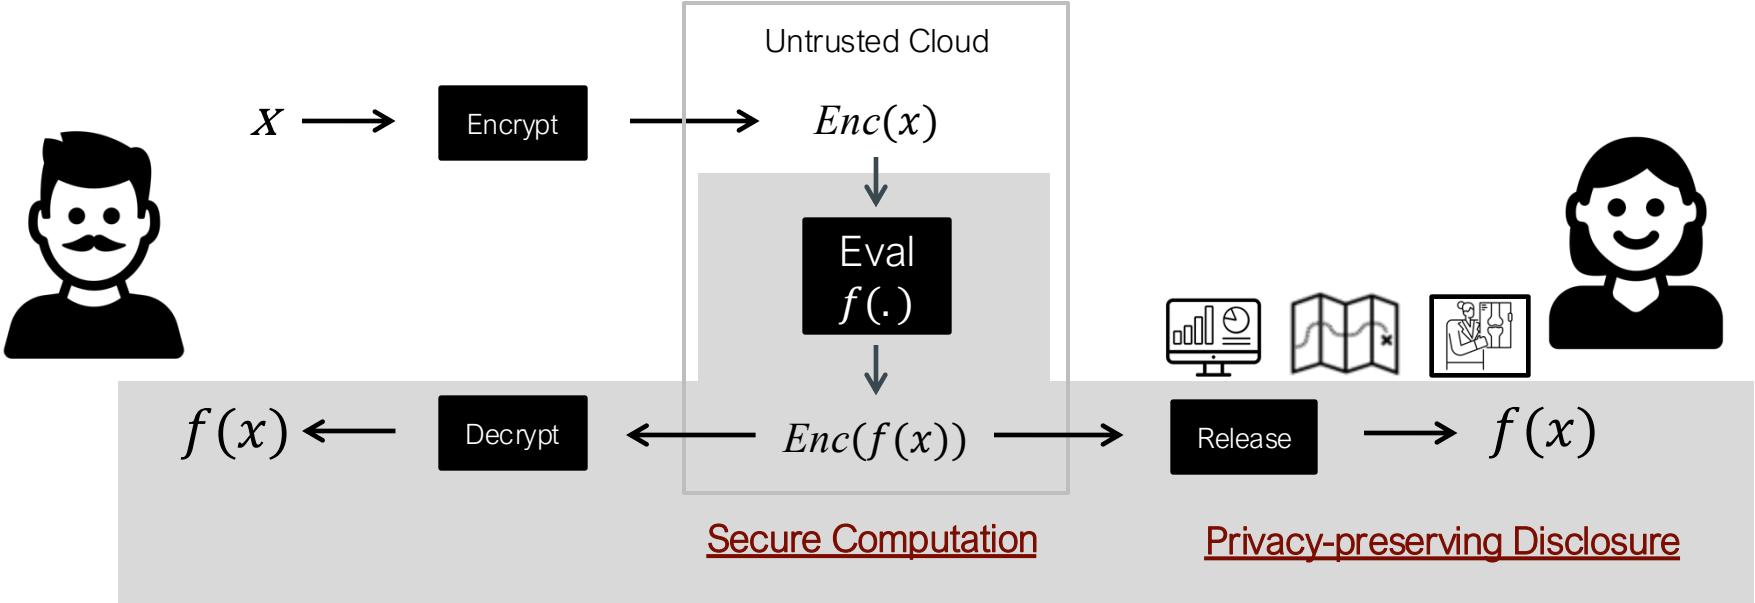 Untrusted Cloud
x
Encrypt
Enc(x)
Eval
f(.)
f(x)
Decrypt
Enc(f(x))
Release
f(x)
Secure Computation
Privacy-preserving Disclosure